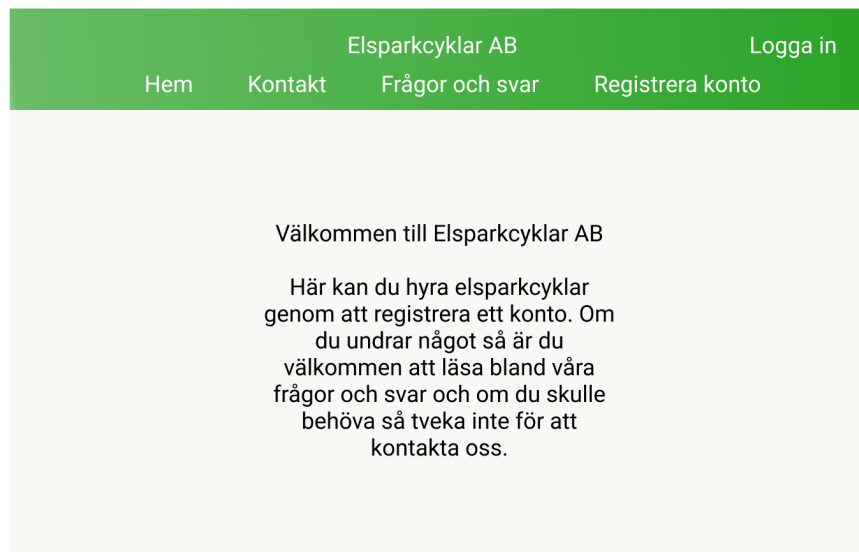 Elsparkcyklar AB
Logga in
Hem Kontakt Frågor och svar Registrera konto
Välkommen till Elsparkcyklar AB
Här kan du hyra elsparkcyklar
genom att registrera ett konto. Om
du undrar något så är du
välkommen att läsa bland våra
frågor och svar och om du skulle
behöva så tveka inte för att
kontakta oss.